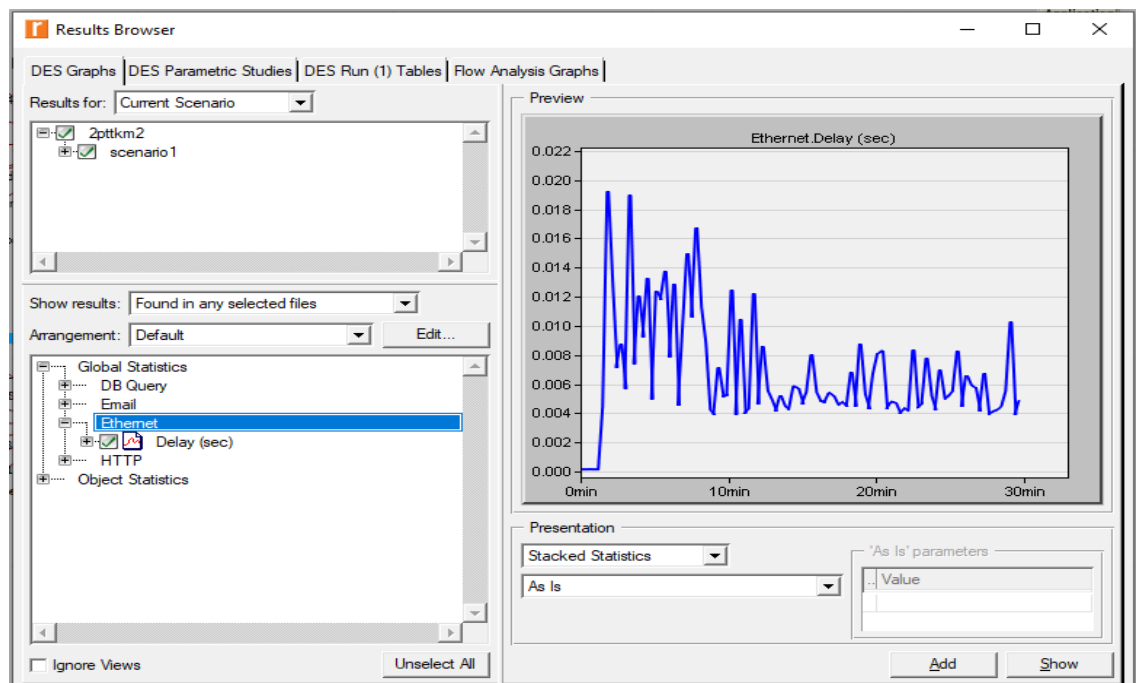 Results Browser
DES Graphs DES Parametric Studies DES Run (1) Tables Flow Analysis Graphs
Results for: Current Scenario
2pttkm2
scenario1
Show results: Found in any selected files
Arrangement: Default Edit...
Global Statistics
DB Query
Email
Ethernet
Delay (sec)
HTTP
Object Statistics
Ignore Views Unselect All
Preview
Ethernet.Delay (sec)
0.022
0.020
0.018
0.016
0.014
0.012
0.010
0.008
0.006
0.004
0.002
0.000
0min 10min 20min 30min
Presentation
Stacked Statistics
As Is
'As Is' parameters
.. Value
Add Show